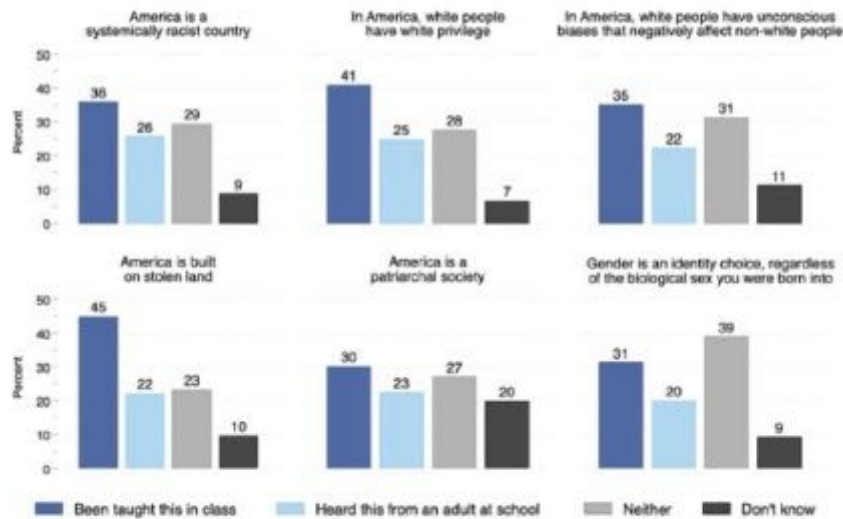 America is a
systemically racist country
In America, white people
have white privilege
In America, white people have unconscious
biases that negatively affect non-white people
Percent
50
40
30
20
10
0
36
26
29
9
41
25
28
7
35
22
31
11
America is built
on stolen land
America is a
patriarchal society
Gender is an identity choice, regardless
of the biological sex you were born into
Percent
50
40
30
20
10
0
45
22
23
10
30
23
27
20
31
20
39
9
Been taught this in class
Heard this from an adult at school
Neither
Don't know